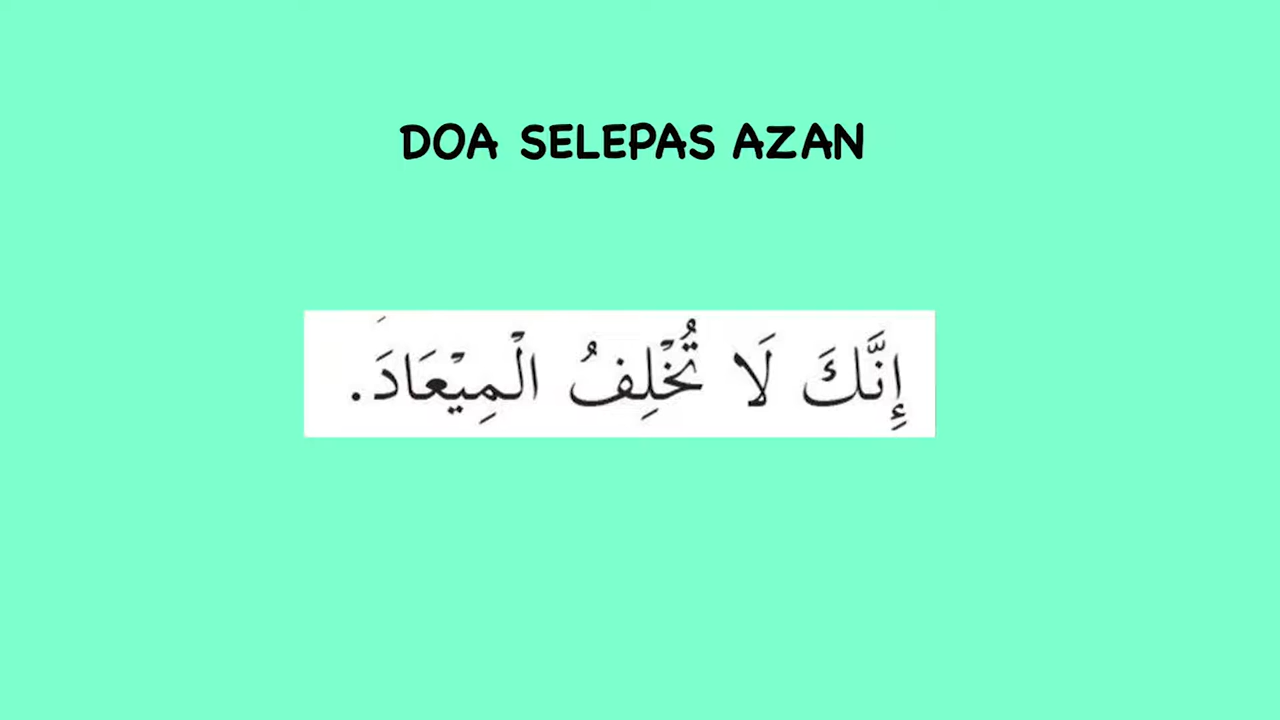 DOA SELEPAS AZAN
إِنَّكَ لَا تُخْلِفُ الْمِيْعَادَ.